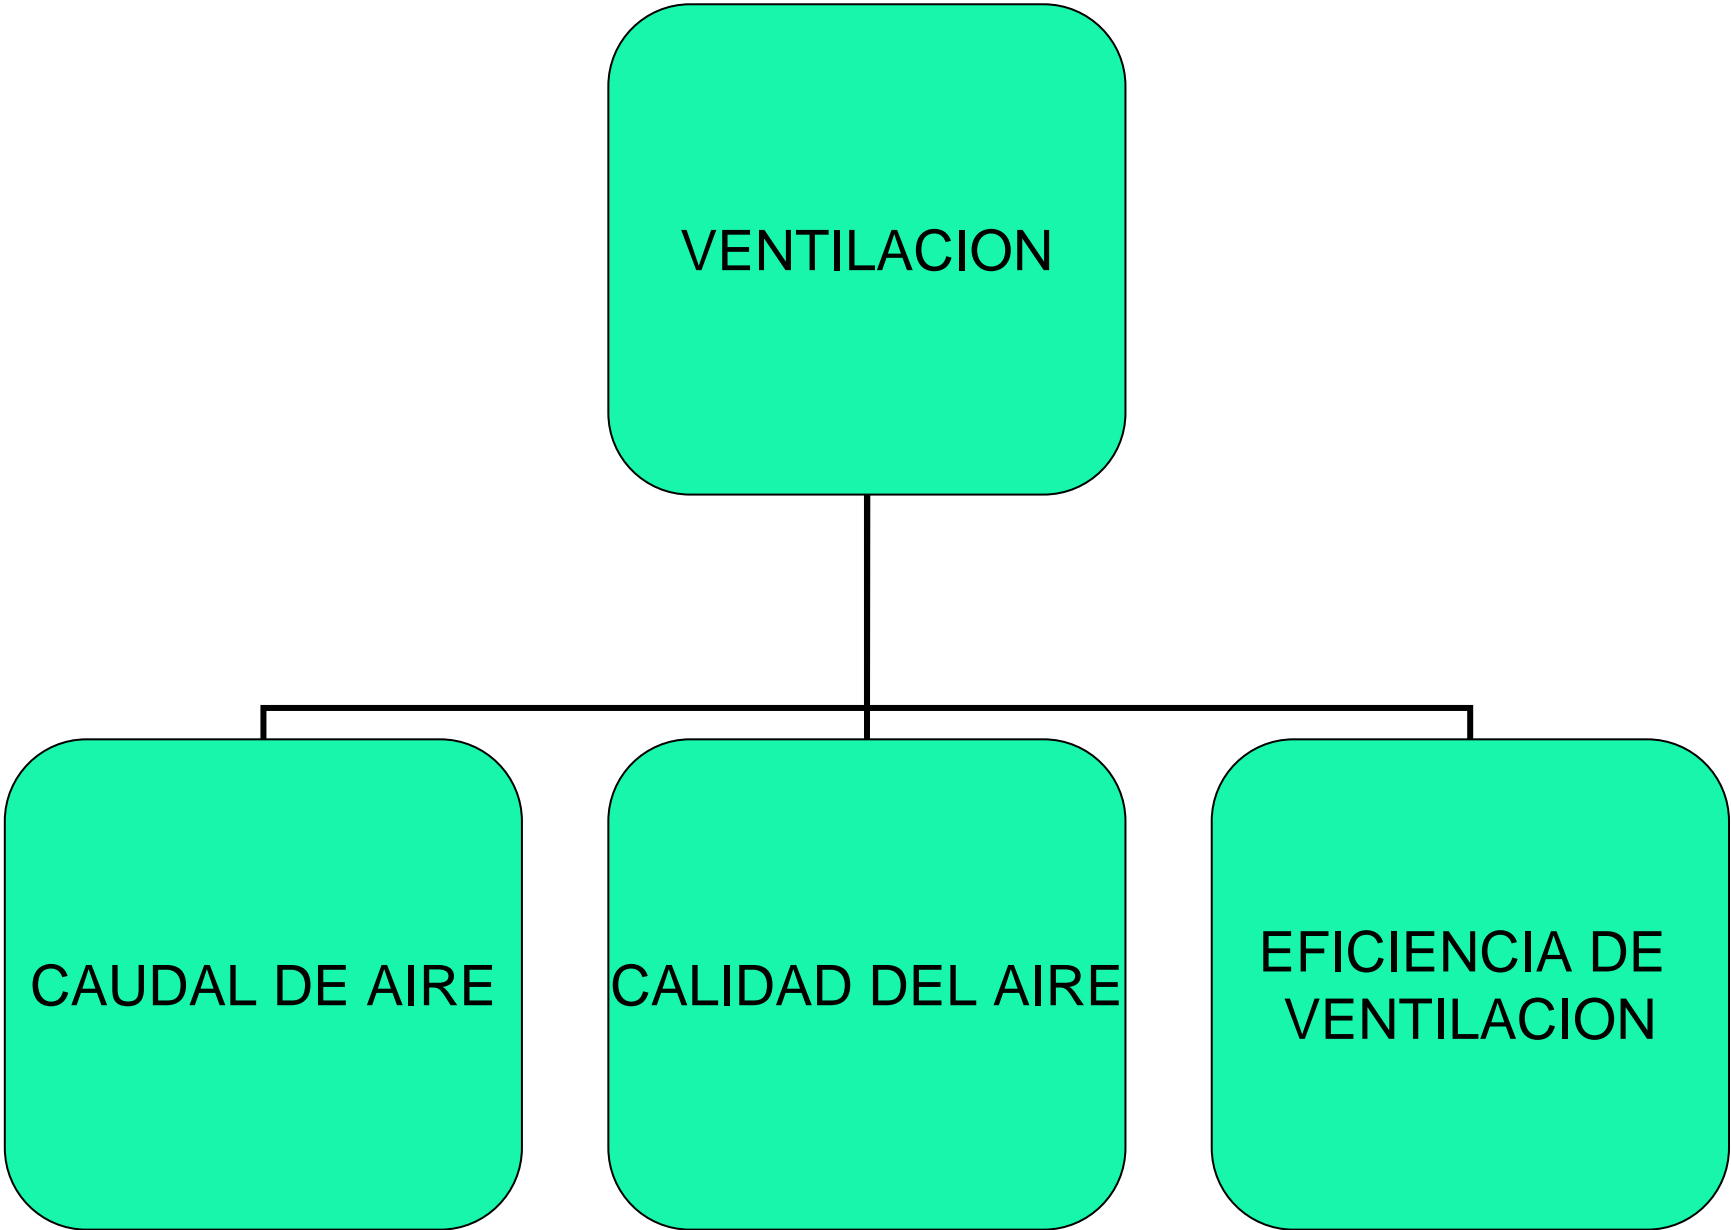 VENTILACION
CAUDAL DE AIRE
CALIDAD DEL AIRE
EFICIENCIA DE
VENTILACION